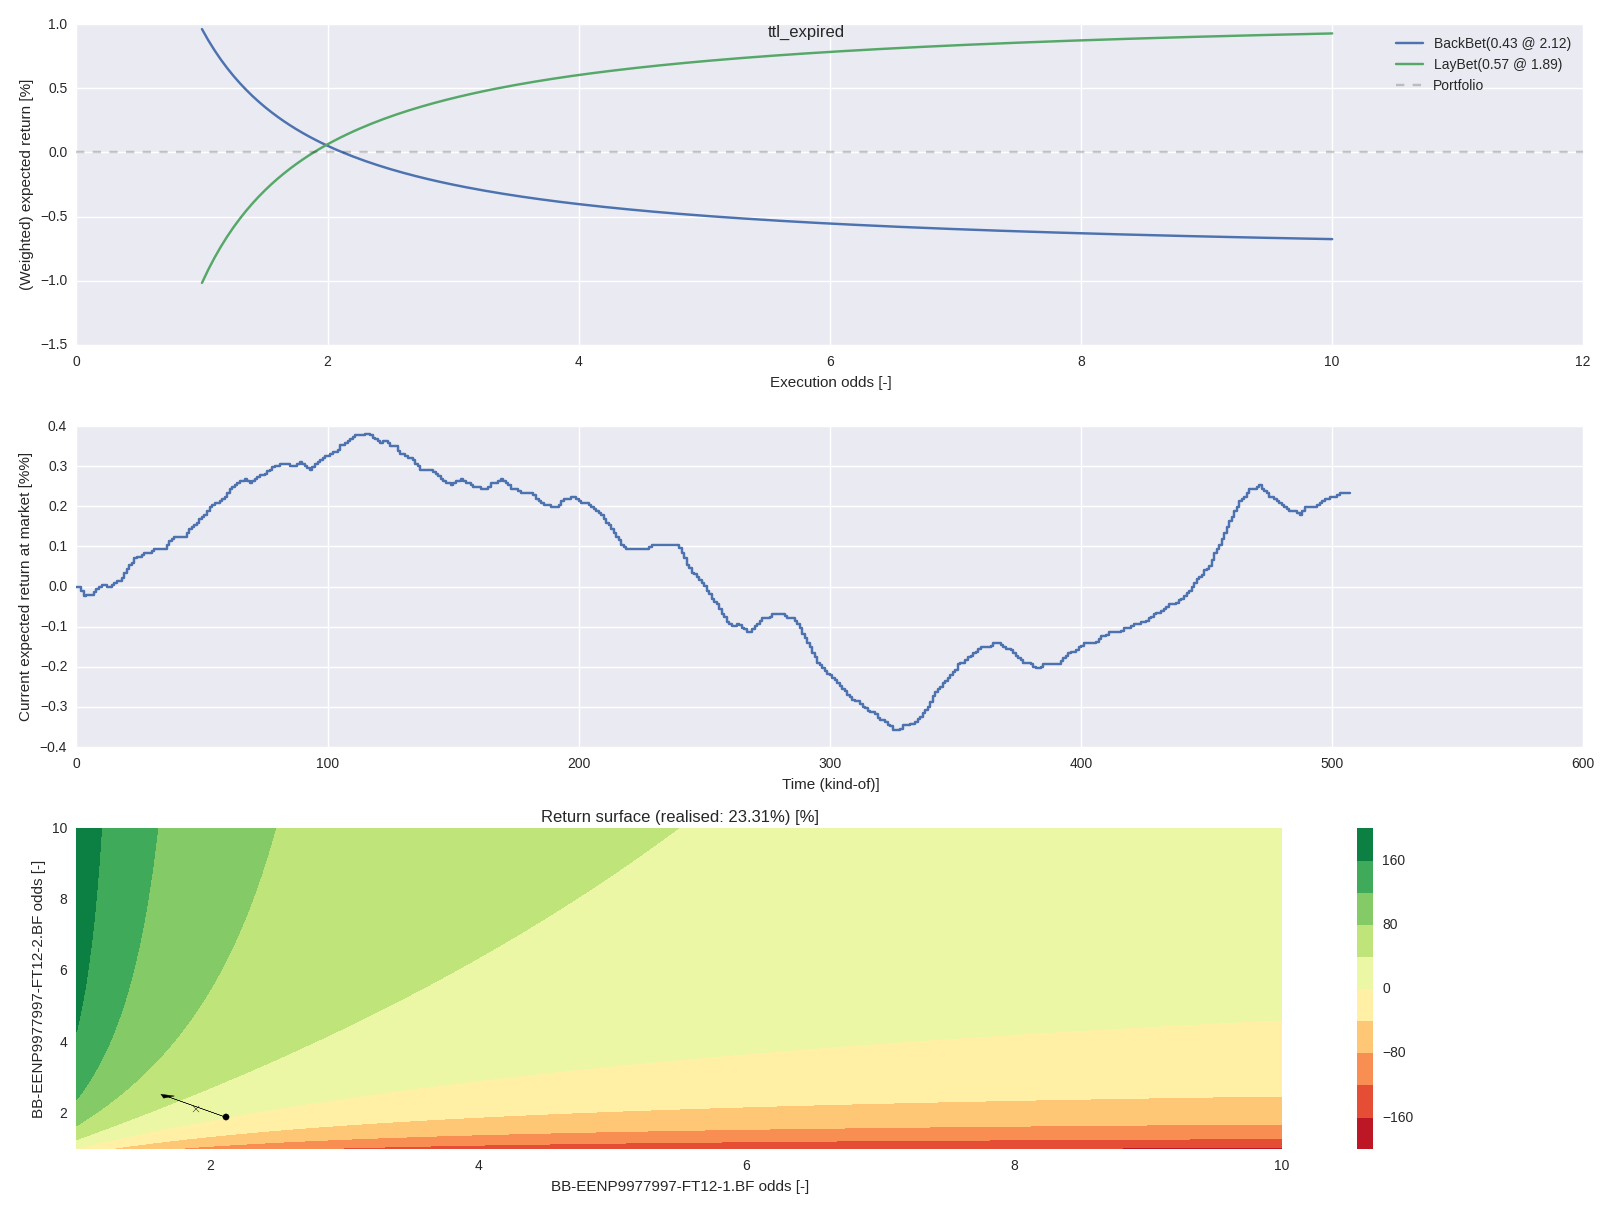 ttl_expired
BackBet(0.43 @ 2.12)
LayBet(0.57 @ 1.89)
Portfolio
(Weighted) expected return [%]
1.0
0.5
0.0
−0.5
−1.0
−1.5
0 2 4 6 8 10 12
Execution odds [-]
Current expected return at market [%%]
0.4
0.3
0.2
0.1
0.0
−0.1
−0.2
−0.3
−0.4
0 100 200 300 400 500 600
Time (kind-of)]
Return surface (realised: 23.31%) [%]
BB-EENP9977997-FT12-2.BF odds [-]
10
8
6
4
2
2 4 6 8 10
BB-EENP9977997-FT12-1.BF odds [-]
160
80
0
−80
−160